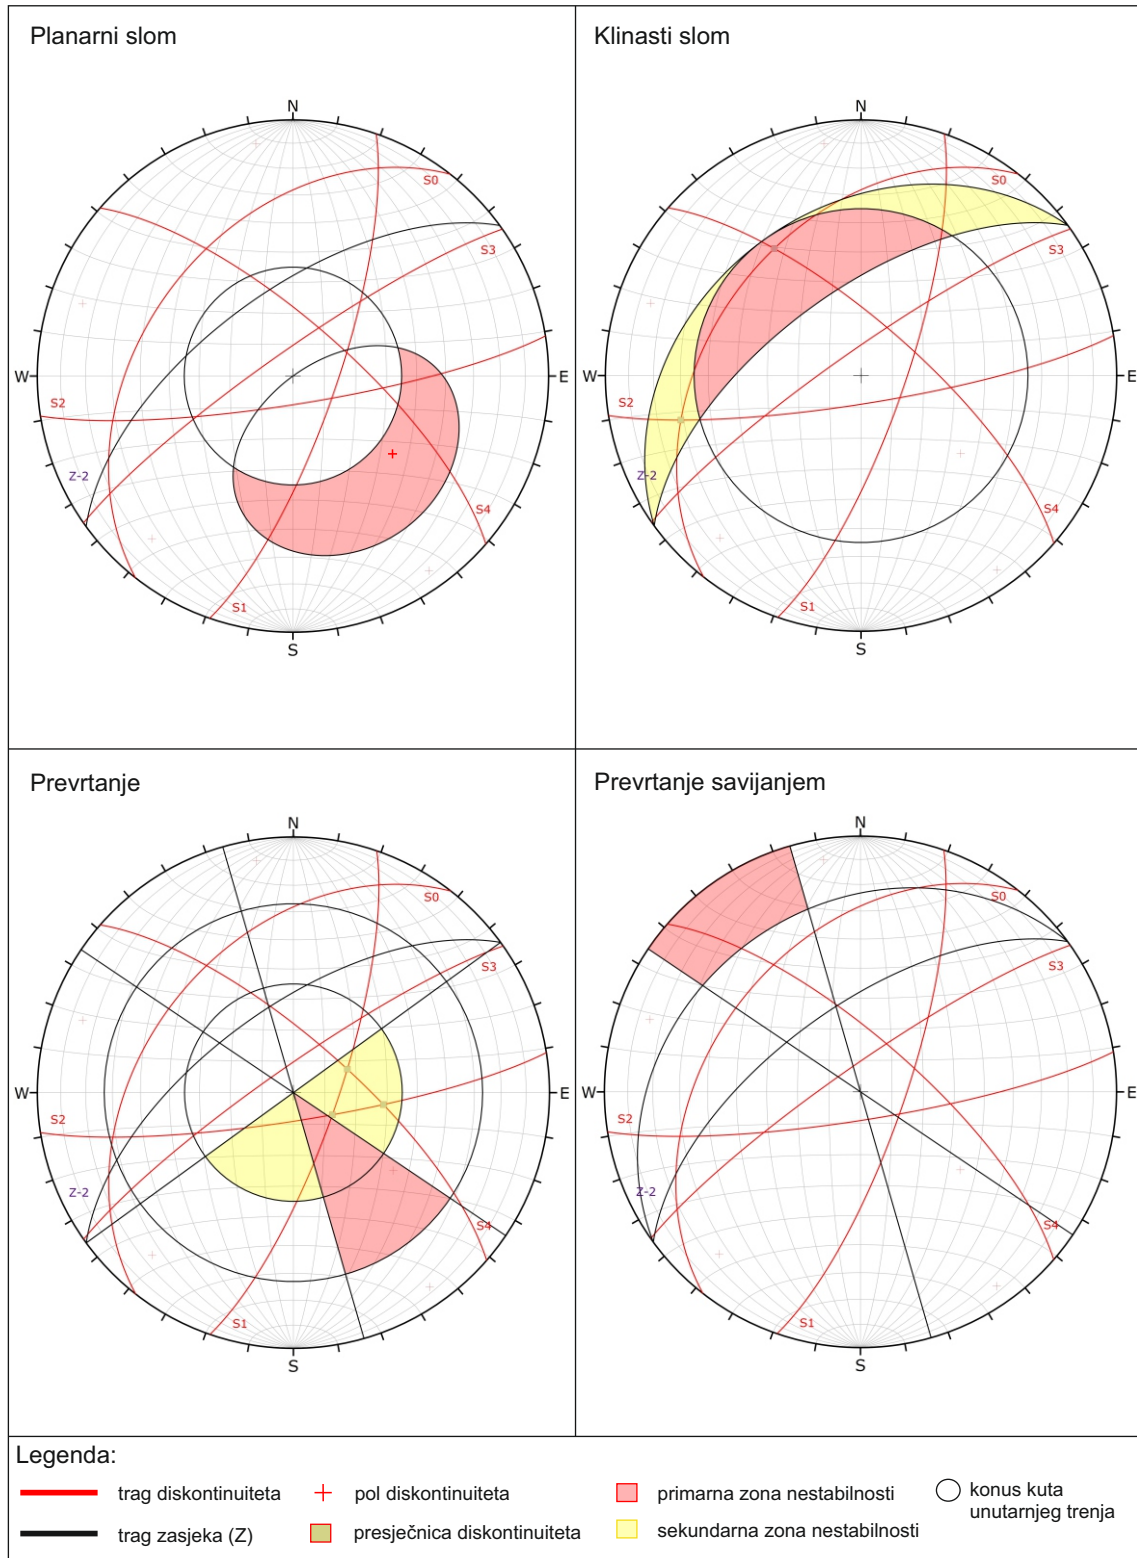 Planarni slom
N
S0
S3
W
E
S2
Z-2
S4
S1
S
Klinasti slom
N
S0
S3
W
E
S2
Z-2
S4
S1
S
Prevrtanje
N
S0
S3
W
E
S2
Z-2
S4
S1
S
Prevrtanje savijanjem
N
S0
S3
W
E
S2
Z-2
S4
S1
S
Legenda:
trag diskontinuiteta
pol diskontinuiteta
primarna zona nestabilnosti
konus kuta
unutarnjeg trenja
trag zasjeka (Z)
presječnica diskontinuiteta
sekundarna zona nestabilnosti